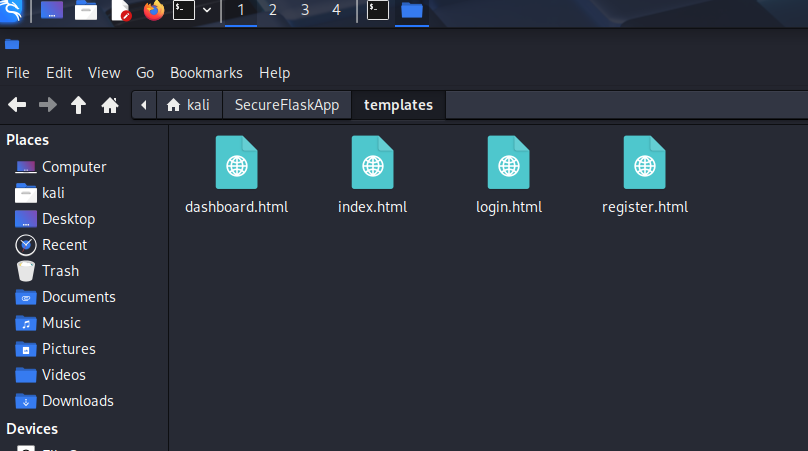 1 2 3 4
File Edit View Go Bookmarks Help
kali SecureFlaskApp templates
Places
Computer
kali
Desktop
Recent
Trash
Documents
Music
Pictures
Videos
Downloads
Devices
dashboard.html index.html login.html register.html